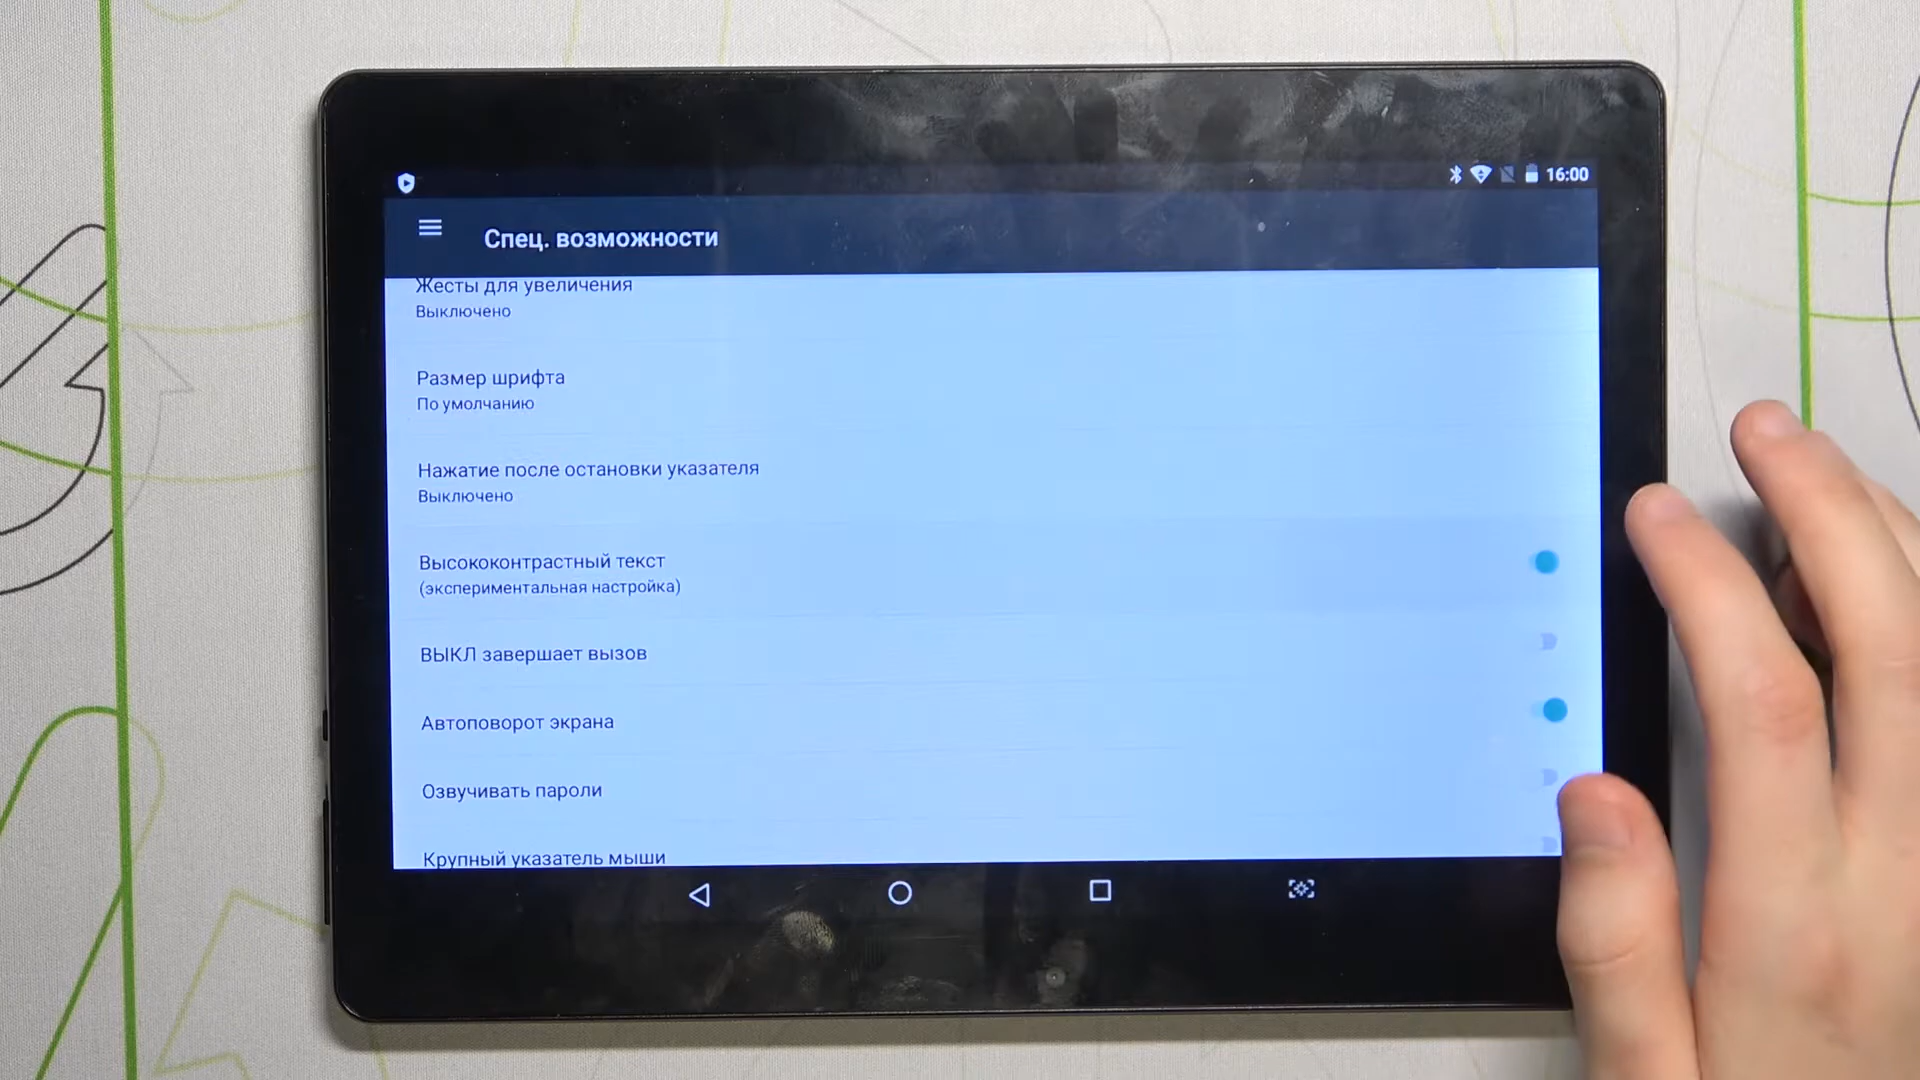 16:00
Спец. возможности
Жесты для увеличения
Выключено
Размер шрифта
По умолчанию
Нажатие после остановки указателя
Выключено
Высококонтрастный текст
(экспериментальная настройка)
ВЫКЛ завершает вызов
Автоповорот экрана
Озвучивать пароли
Крупный указатель мыши